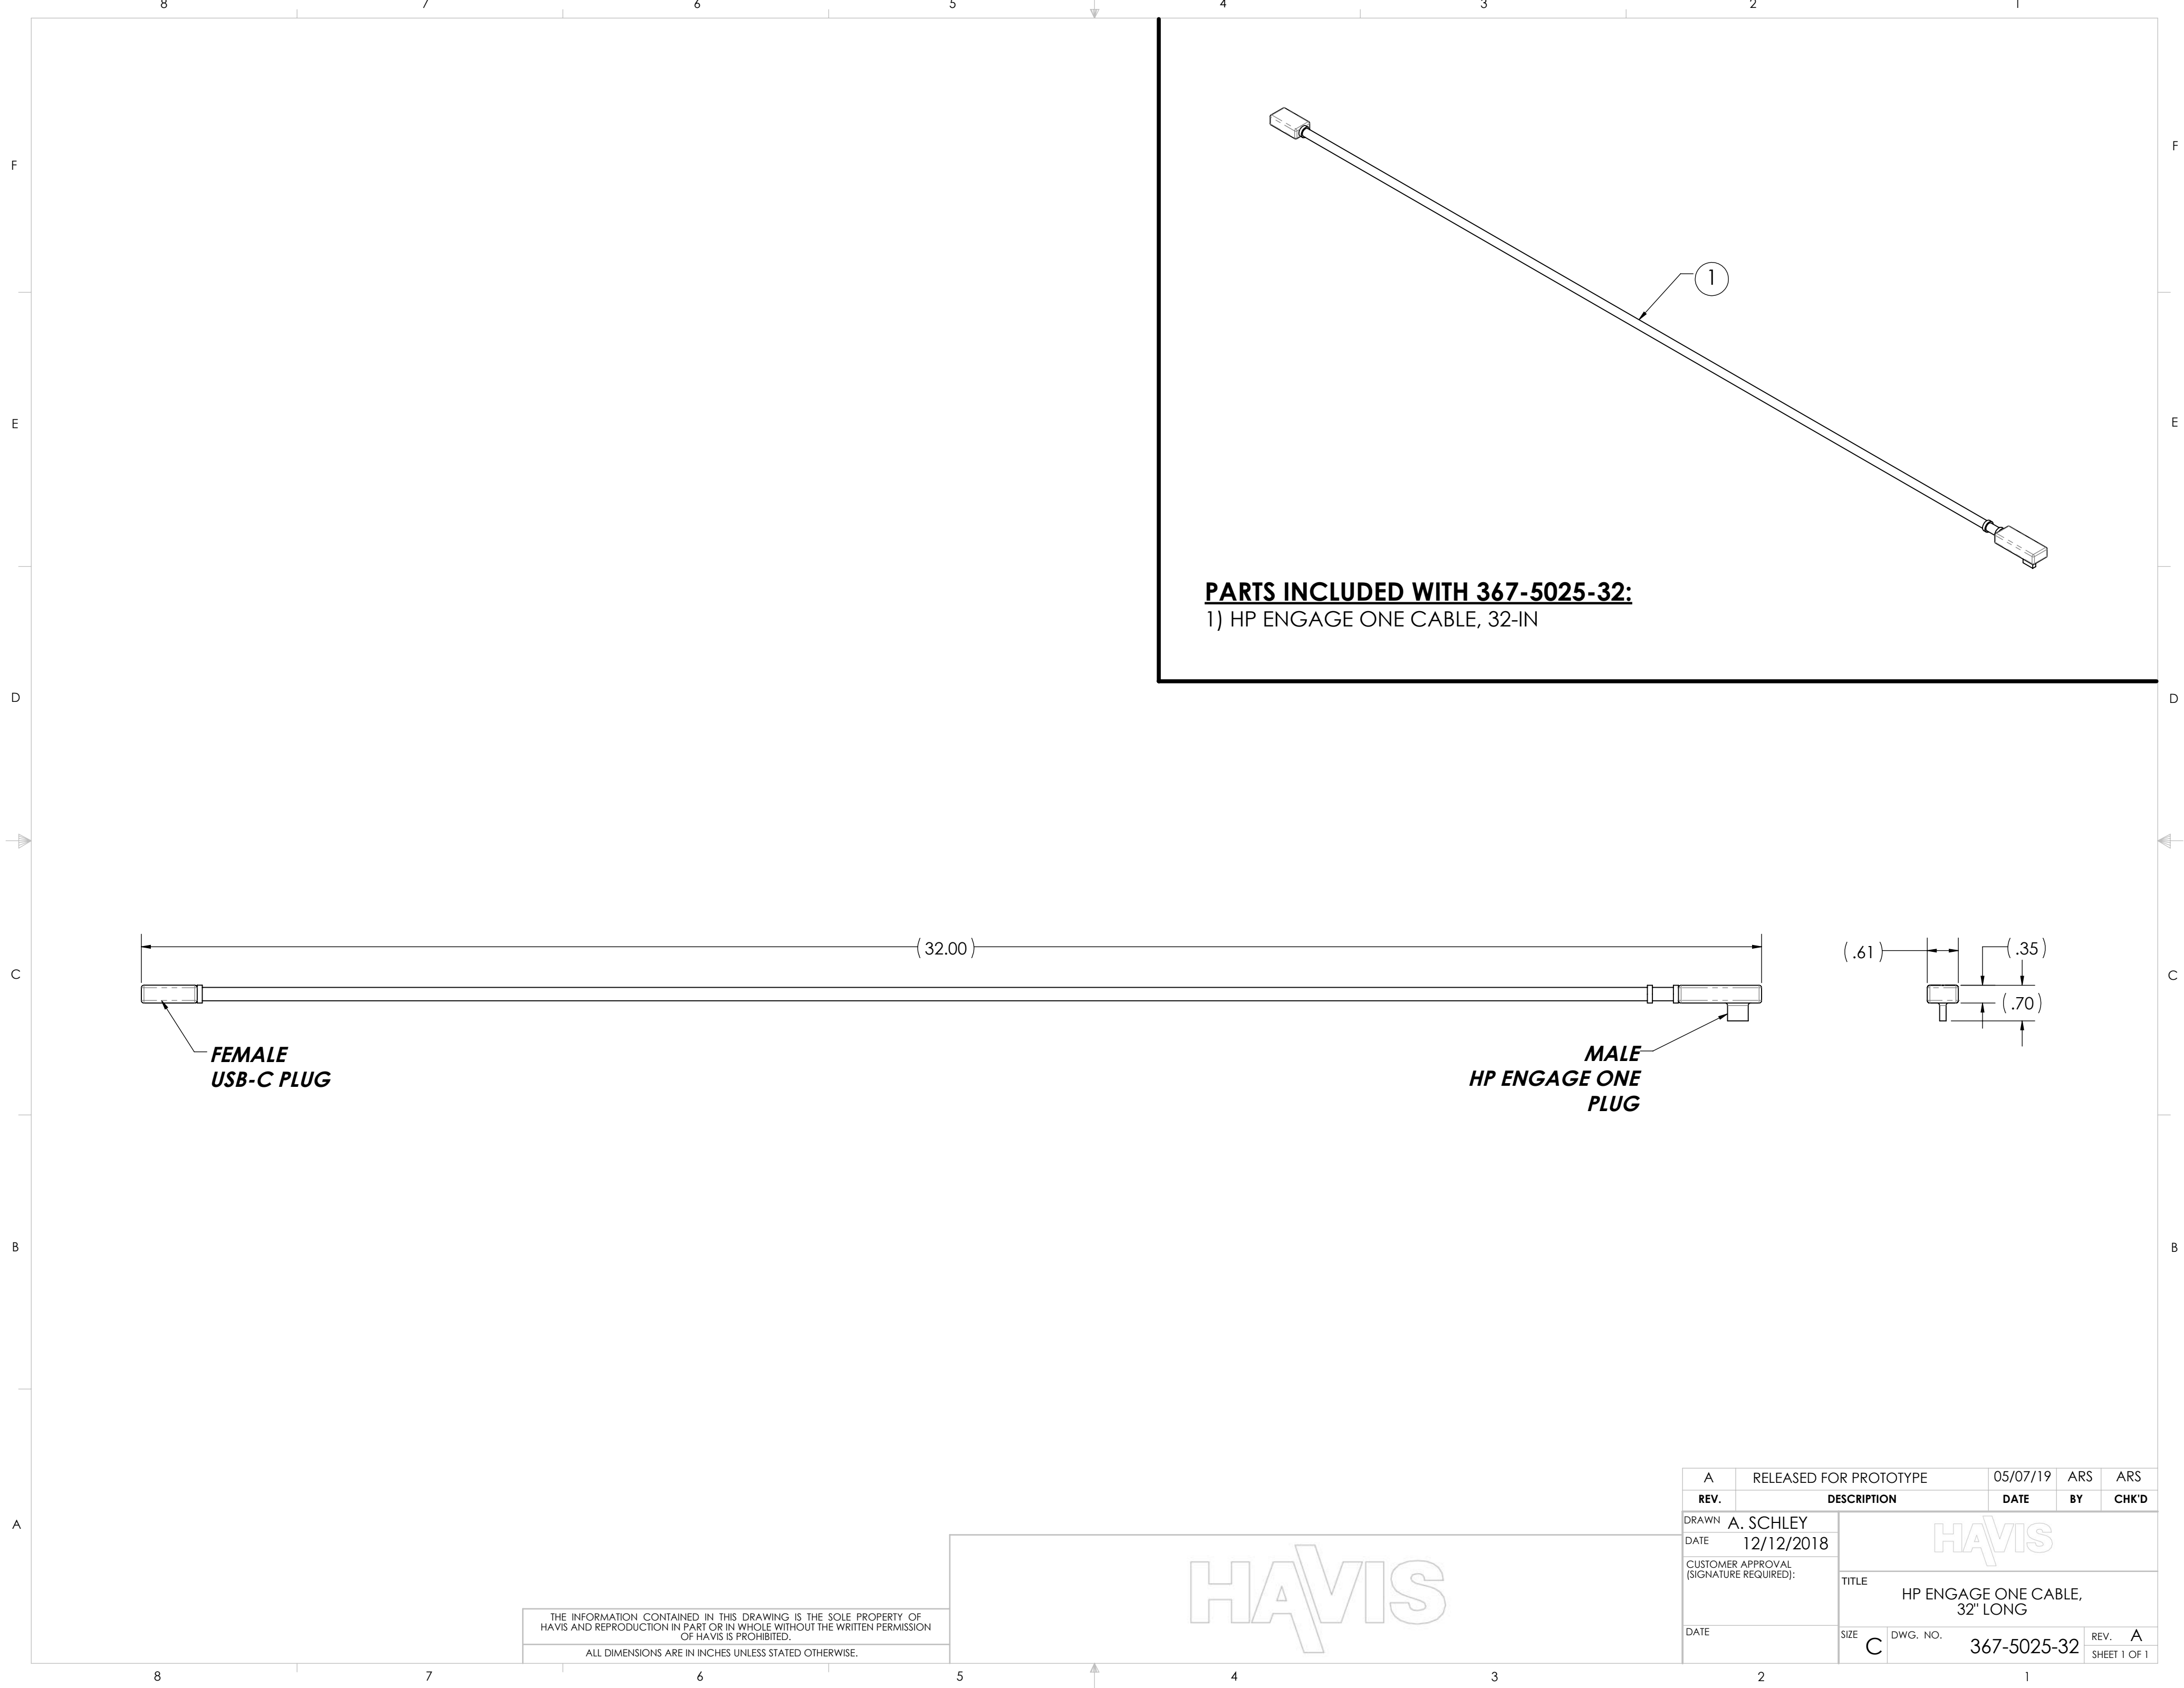 8 7 6 5 4 3 2 1
F F
E E
D D
C C
B B
A
1
PARTS INCLUDED WITH 367-5025-32:
1) HP ENGAGE ONE CABLE, 32-IN
(32.00)
(.61)
(.35)
(.70)
FEMALE
USB-C PLUG
MALE
HP ENGAGE ONE
PLUG
A RELEASED FOR PROTOTYPE 05/07/19 ARS ARS
REV. DESCRIPTION DATE BY CHK'D
DRAWN A. SCHLEY
DATE 12/12/2018
CUSTOMER APPROVAL
(SIGNATURE REQUIRED):
DATE
HAVIS
TITLE
HP ENGAGE ONE CABLE,
32" LONG
SIZE C DWG. NO. 367-5025-32 REV. A
SHEET 1 OF 1
HAVIS
THE INFORMATION CONTAINED IN THIS DRAWING IS THE SOLE PROPERTY OF
HAVIS AND REPRODUCTION IN PART OR IN WHOLE WITHOUT THE WRITTEN PERMISSION
OF HAVIS IS PROHIBITED.
ALL DIMENSIONS ARE IN INCHES UNLESS STATED OTHERWISE.
8 7 6 5 4 3 2 1